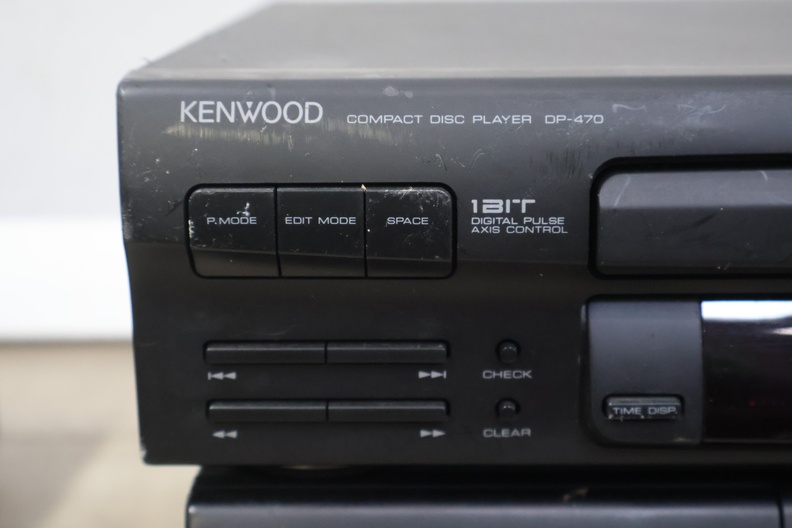 KENWOOD COMPACT DISC PLAYER DP-470
P.MODE EDIT MODE SPACE
1BIT
DIGITAL PULSE
AXIS CONTROL
CHECK
TIME DISP.
CLEAR